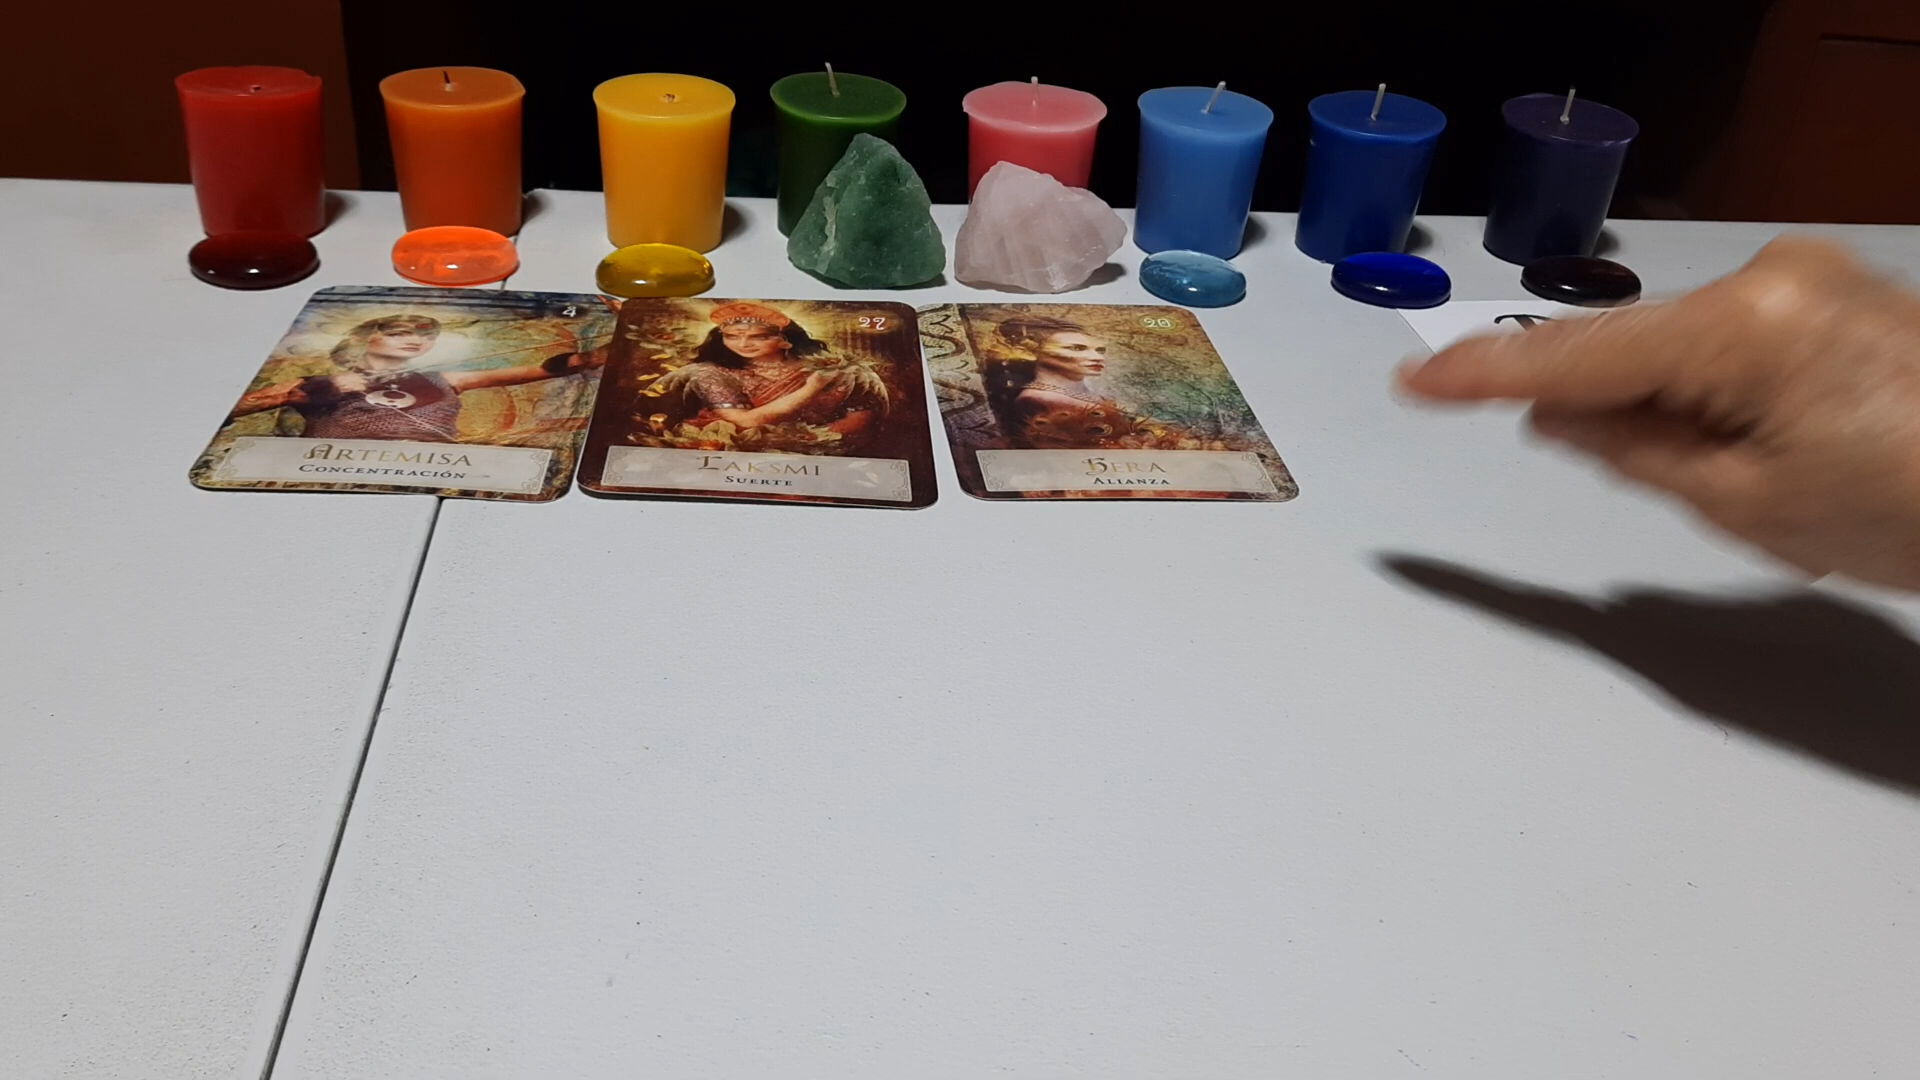 4
ARTEMISA
CONCENTRACIÓN
27
LAKSMI
SUERTE
20
HERA
ALIANZA